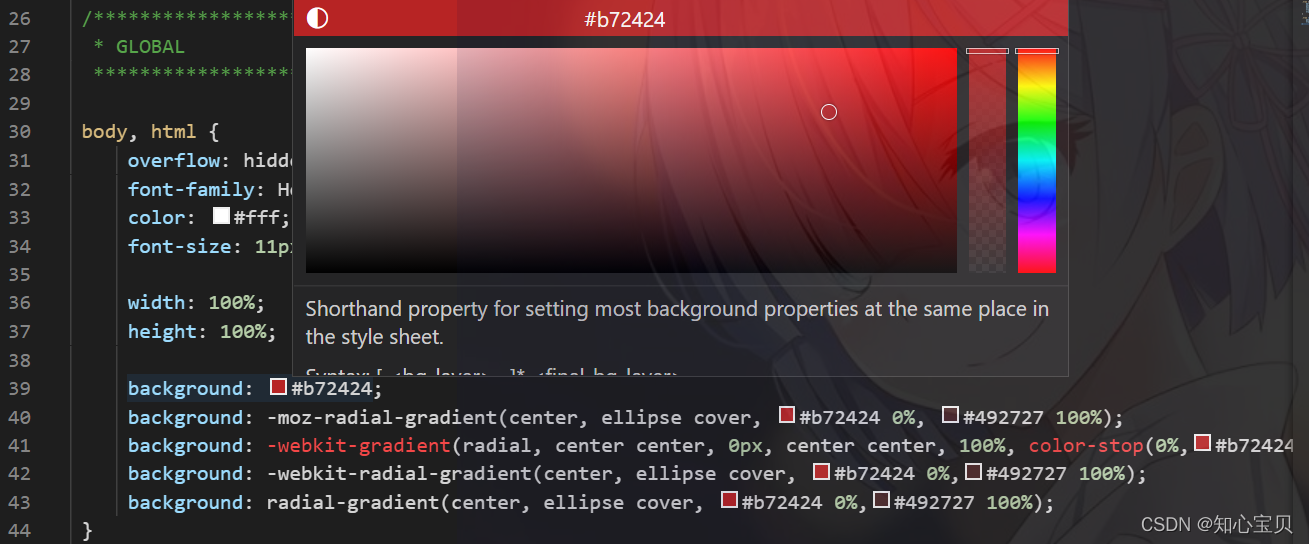 #b72424
26 /******************
27 * GLOBAL
28 ******************
29
30 body, html {
31 overflow: hidde
32 font-family: He
33 color: #fff;
34 font-size: 11px
35
36 width: 100%;
37 height: 100%;
38
Shorthand property for setting most background properties at the same place in
the style sheet.
39 background: #b72424;
40 background: -moz-radial-gradient(center, ellipse cover, #b72424 0%, #492727 100%);
41 background: -webkit-gradient(radial, center center, 0px, center center, 100%, color-stop(0%,#b72424
42 background: -webkit-radial-gradient(center, ellipse cover, #b72424 0%,#492727 100%);
43 background: radial-gradient(center, ellipse cover, #b72424 0%,#492727 100%);
44 }
CSDN @知心宝贝